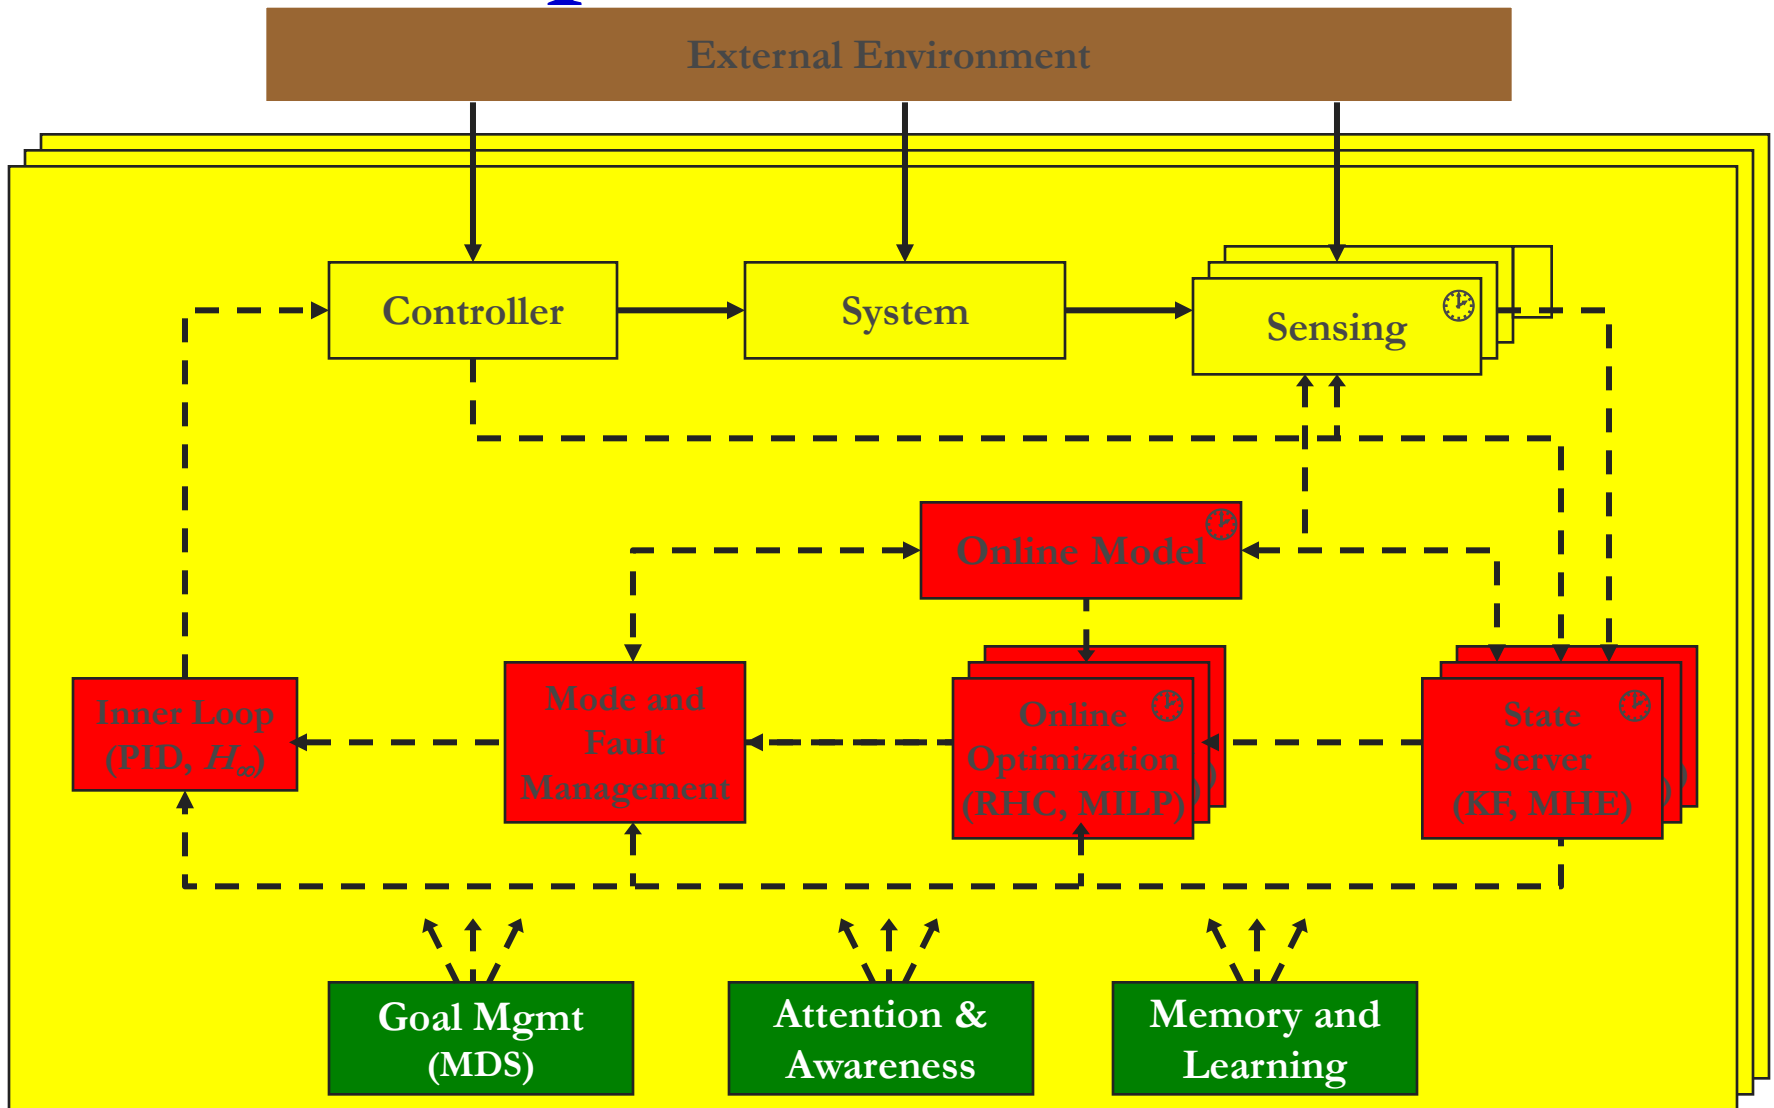 External Environment
Controller
System
Sensing
Online Model
Inner Loop
(PID, H∞)
Mode and
Fault
Management
Online
Optimization
(RHC, MILP)
State
Server
(KF, MHE)
Goal Mgmt
(MDS)
Attention &
Awareness
Memory and
Learning